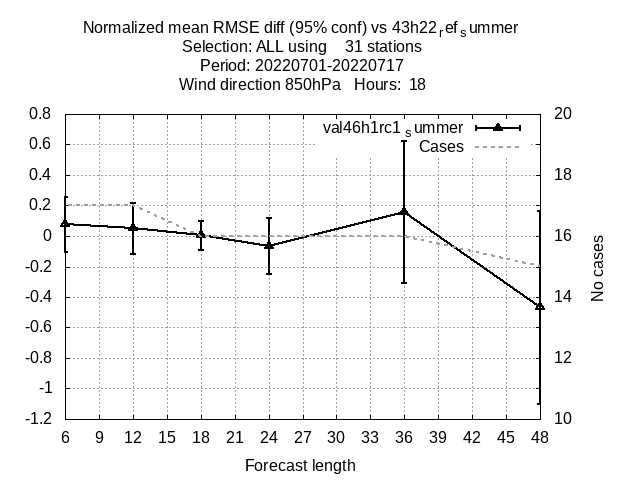 Normalized mean RMSE diff (95% conf) vs 43h22refsummer
Selection: ALL using 31 stations
Period: 20220701-20220717
Wind direction 850hPa Hours: 18
val46h1rc1summer
Cases
0.8
0.6
0.4
0.2
0
-0.2
-0.4
-0.6
-0.8
-1
-1.2
20
18
16
14
12
10
No cases
6 9 12 15 18 21 24 27 30 33 36 39 42 45 48
Forecast length